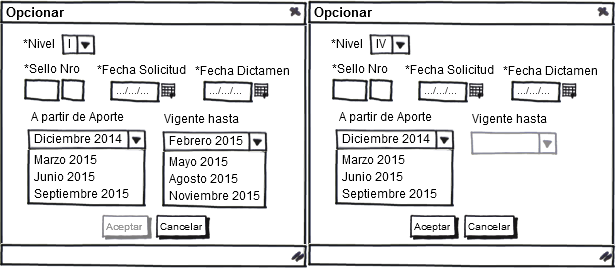 Opcionar
*Nivel I
*Sello Nro *Fecha Solicitud *Fecha Dictamen
.../.../... .../.../...
A partir de Aporte Vigente hasta
Diciembre 2014 Febrero 2015
Marzo 2015 Mayo 2015
Junio 2015 Agosto 2015
Septiembre 2015 Noviembre 2015
Aceptar Cancelar
Opcionar
*Nivel IV
*Sello Nro *Fecha Solicitud *Fecha Dictamen
.../.../... .../.../...
A partir de Aporte Vigente hasta
Diciembre 2014
Marzo 2015
Junio 2015
Septiembre 2015
Aceptar Cancelar